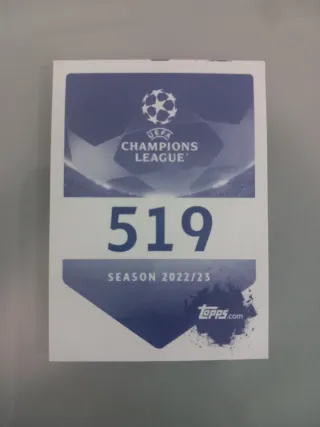 UEFA
CHAMPIONS
LEAGUE
519
SEASON 2022/23
Topps.com